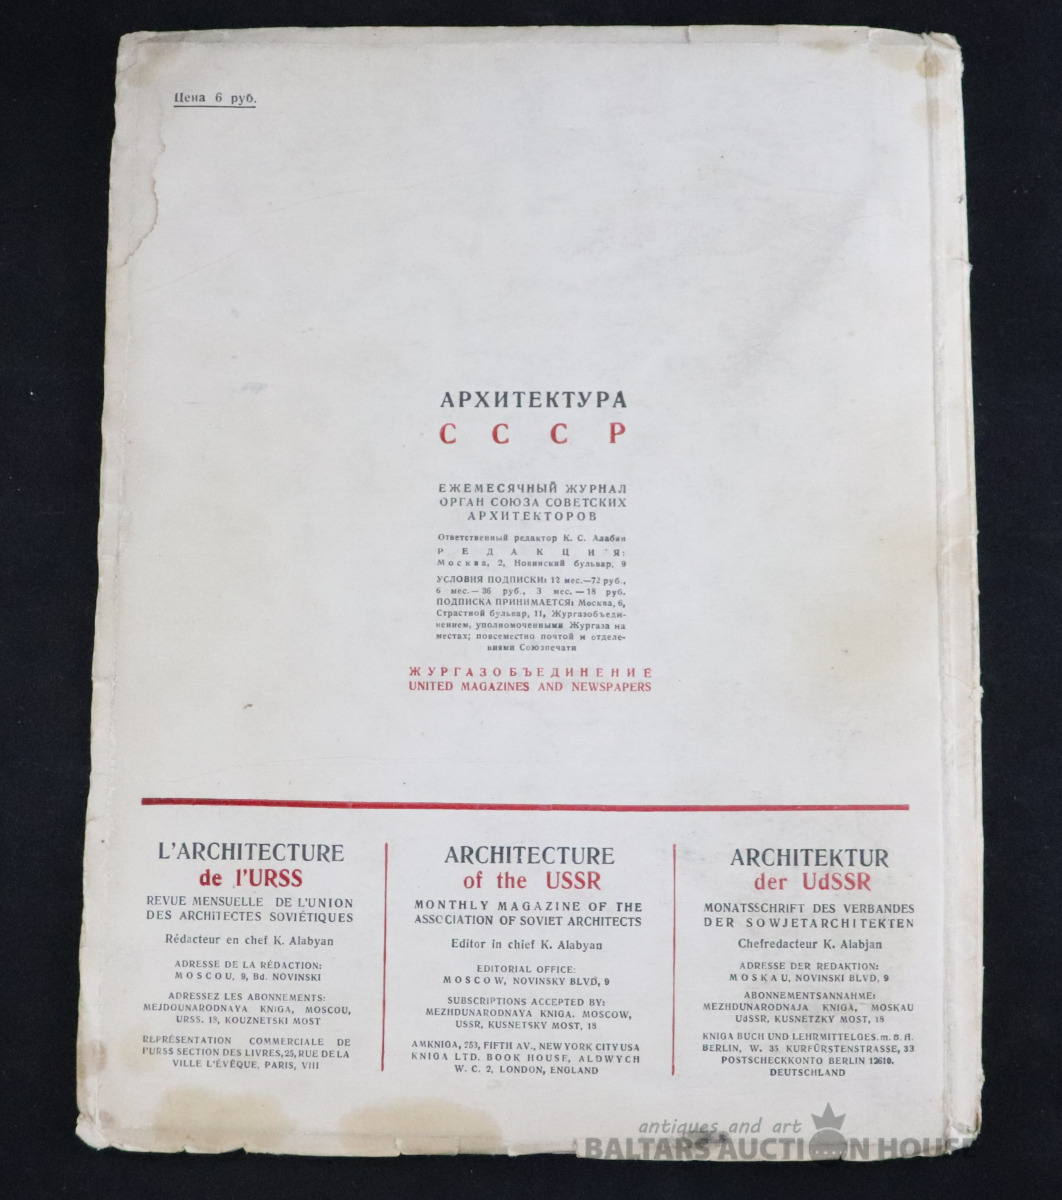 Цена 6 руб.
АРХИТЕКТУРА
СССР
ЕЖЕМЕСЯЧНЫЙ ЖУРНАЛ
ОРГАН СОЮЗА СОВЕТСКИХ
АРХИТЕКТОРОВ
Ответственный редактор К. С. Алабян
РЕДАКЦИЯ:
Москва, 2, Новинский бульвар, 9
УСЛОВИЯ ПОДПИСКИ: 12 мес.—72 руб.,
6 мес.—36 руб., 3 мес.—18 руб.
ПОДПИСКА ПРИНИМАЕТСЯ: Москва, 6,
Страстной бульвар, 11, Жургазобъеди-
нением, уполномоченными Жургаза на
местах; повсеместно почтой и отделе-
ниями Союзпечати
ЖУРГАЗОБЪЕДИНЕНИЕ
UNITED MAGAZINES AND NEWSPAPERS
L'ARCHITECTURE
de l'URSS
REVUE MENSUELLE DE L'UNION
DES ARCHITECTES SOVIÉTIQUES
Rédacteur en chef K. Alabyan
ADRESSE DE LA RÉDACTION:
MOSCOU, 9, Bd. NOVINSKI
ADRESSEZ LES ABONNEMENTS:
MEJDOUNARODNAYA KNIGA, MOSCOU,
URSS. 18, KOUZNETSKI MOST
REPRÉSENTATION COMMERCIALE DE
l'URSS SECTION DES LIVRES, 25, RUE DE LA
VILLE L'ÉVÊQUE, PARIS, VIII
ARCHITECTURE
of the USSR
MONTHLY MAGAZINE OF THE
ASSOCIATION OF SOVIET ARCHITECTS
Editor in chief K. Alabyan
EDITORIAL OFFICE:
MOSCOW, NOVINSKY BLVD, 9
SUBSCRIPTIONS ACCEPTED BY:
MEZHDUNARODNAYA KNIGA. MOSCOW,
USSR, KUSNETSKY MOST, 18
AMKNIGA, 253, FIFTH AV., NEW YORK CITY USA
KNIGA LTD. BOOK HOUSE, ALDWYCH
W. C. 2, LONDON, ENGLAND
ARCHITEKTUR
der UdSSR
MONATSSCHRIFT DES VERBANDES
DER SOWJETARCHITEKTEN
Chefredacteur K. Alabjan
ADRESSE DER REDAKTION:
MOSKAU, NOVINSKI BLVD, 9
ABONNEMENTSANNAHME:
MEZHDUNARODNAJA KNIGA, MOSKAU
UdSSR, KUSNETZKY MOST, 18
KNIGA BUCH UND LEHRMITTELGES. m. B. H.
BERLIN, W. 35 KURFÜRSTENSTRASSE, 33
POSTSCHECKKONTO BERLIN 12610.
DEUTSCHLAND
antiques and art
BALTARS AUCTION HOUSE